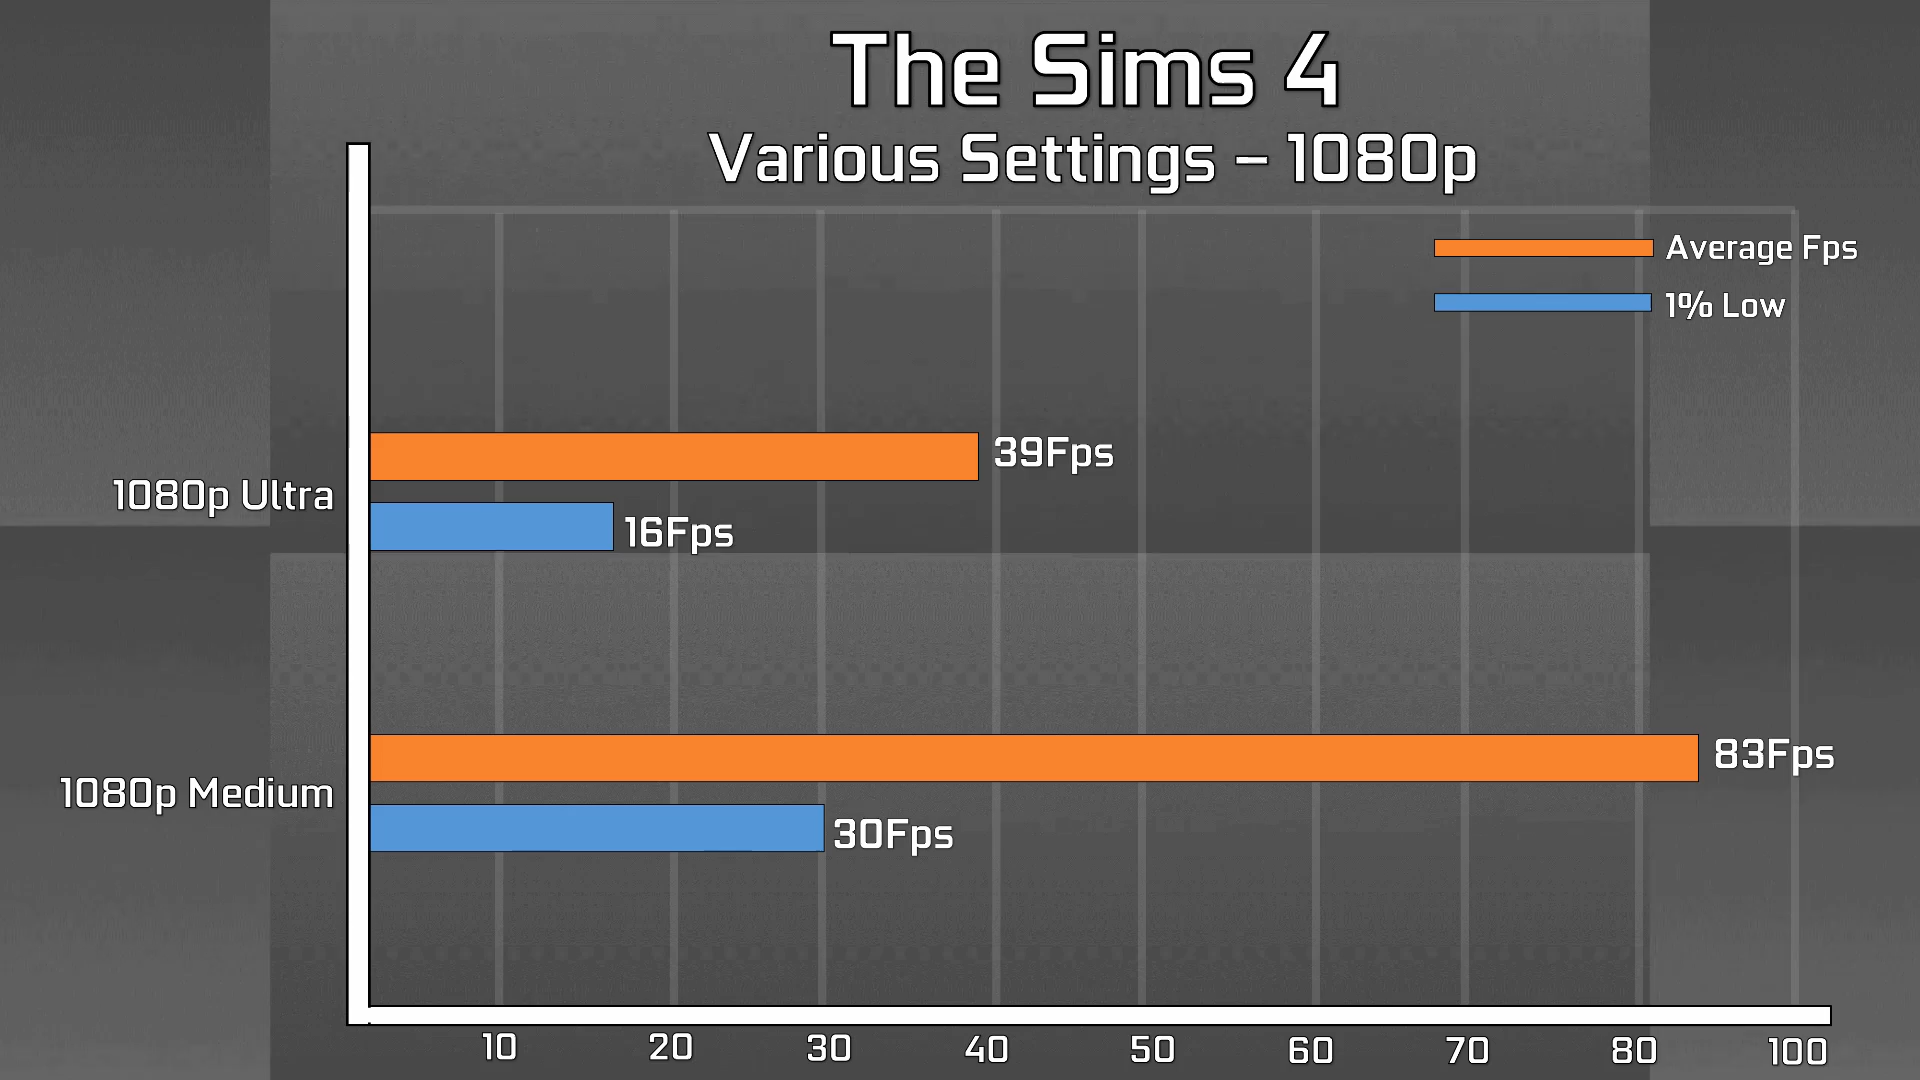 The Sims 4
Various Settings – 1080p
Average Fps
1% Low
1080p Ultra
39Fps
16Fps
1080p Medium
83Fps
30Fps
10 20 30 40 50 60 70 80 100